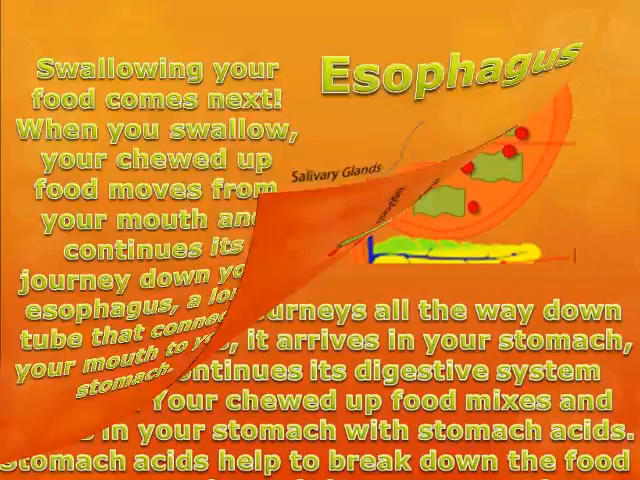 Esophagus
Swallowing your
food comes next!
When you swallow,
your chewed up
food moves from
your mouth and
continues its
journey down
esophagus, a
tube that
your mouth to
stomach.
Salivary Glands
all the way down
it arrives in your stomach,
its digestive system
Your chewed up food mixes and
in your stomach with stomach acids.
Stomach acids help to break down the food